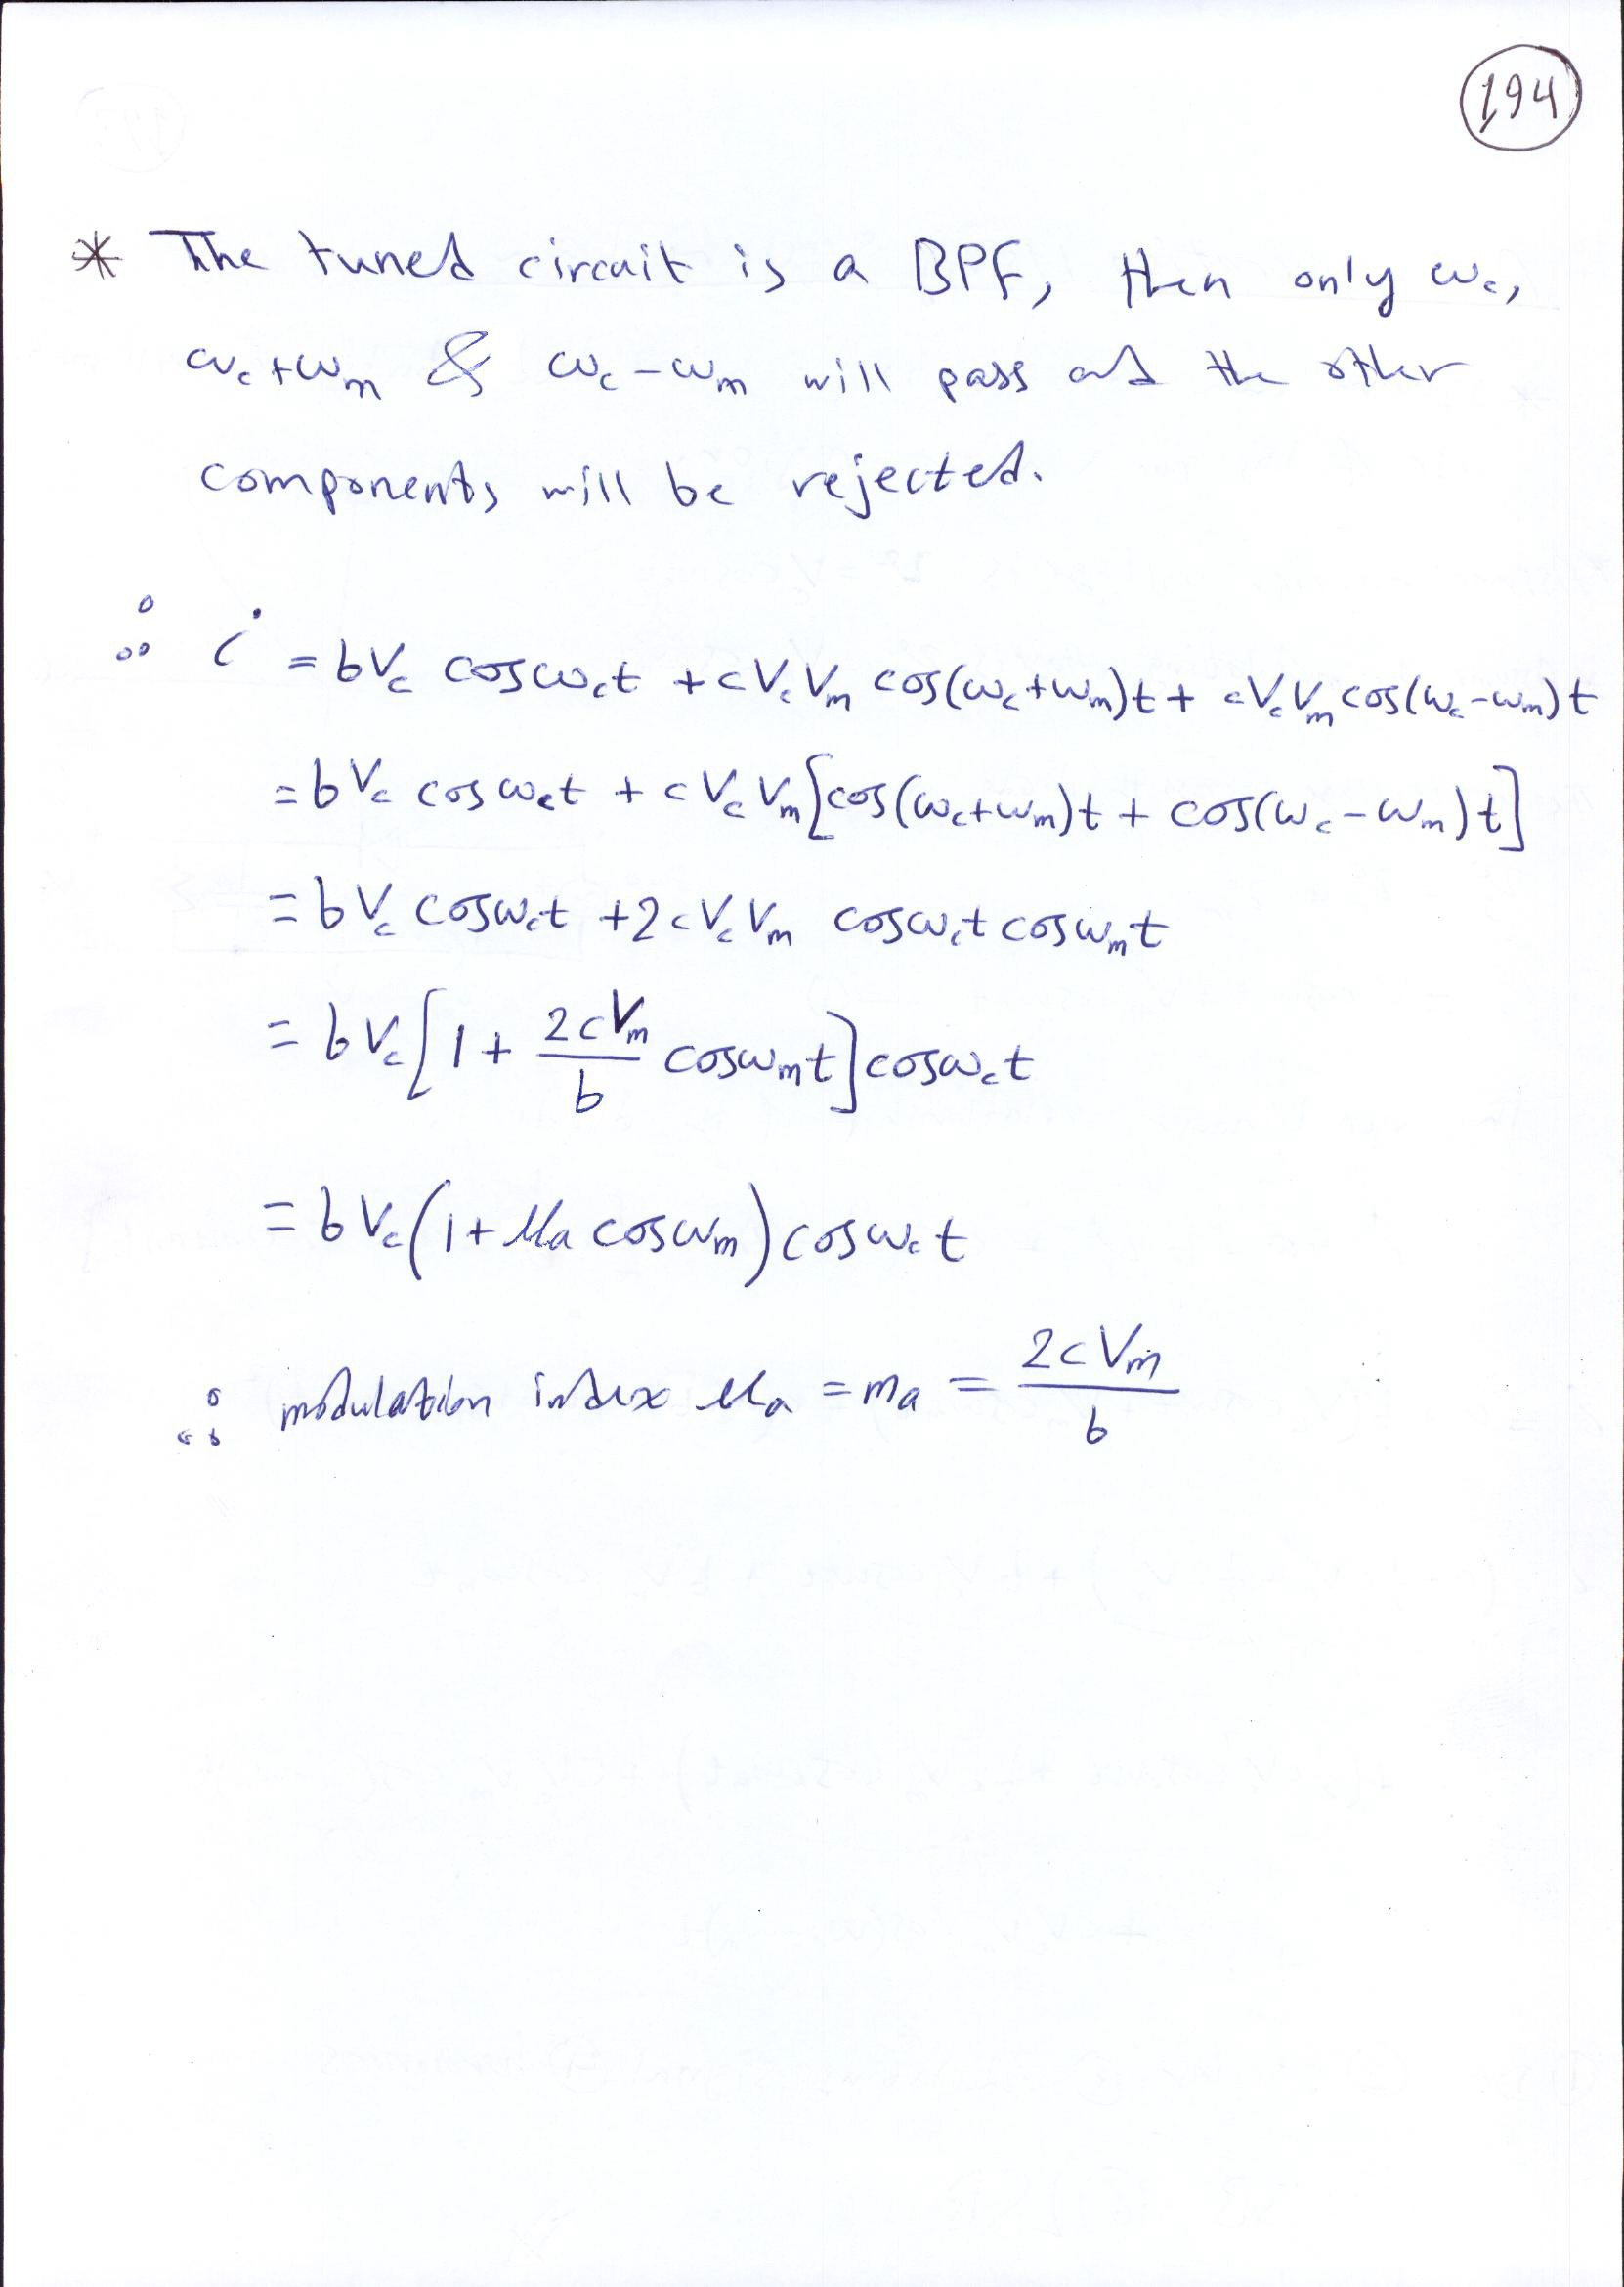 194
* The tuned circuit is a BPF, then only ωc,
ωc+ωm & ωc-ωm will pass and the other
components will be rejected.
∴ i = bVc cosωct + cVcVm cos(ωc+ωm)t + cVcVm cos(ωc-ωm)t
= bVc cosωct + cVcVm[cos(ωc+ωm)t + cos(ωc-ωm)t]
= bVc cosωct + 2cVcVm cosωct cosωmt
= bVc[1 + 2cVm/b cosωmt]cosωct
= bVc(1+μa cosωm)cosωct
∴ modulation index μa = ma = 2cVm/b